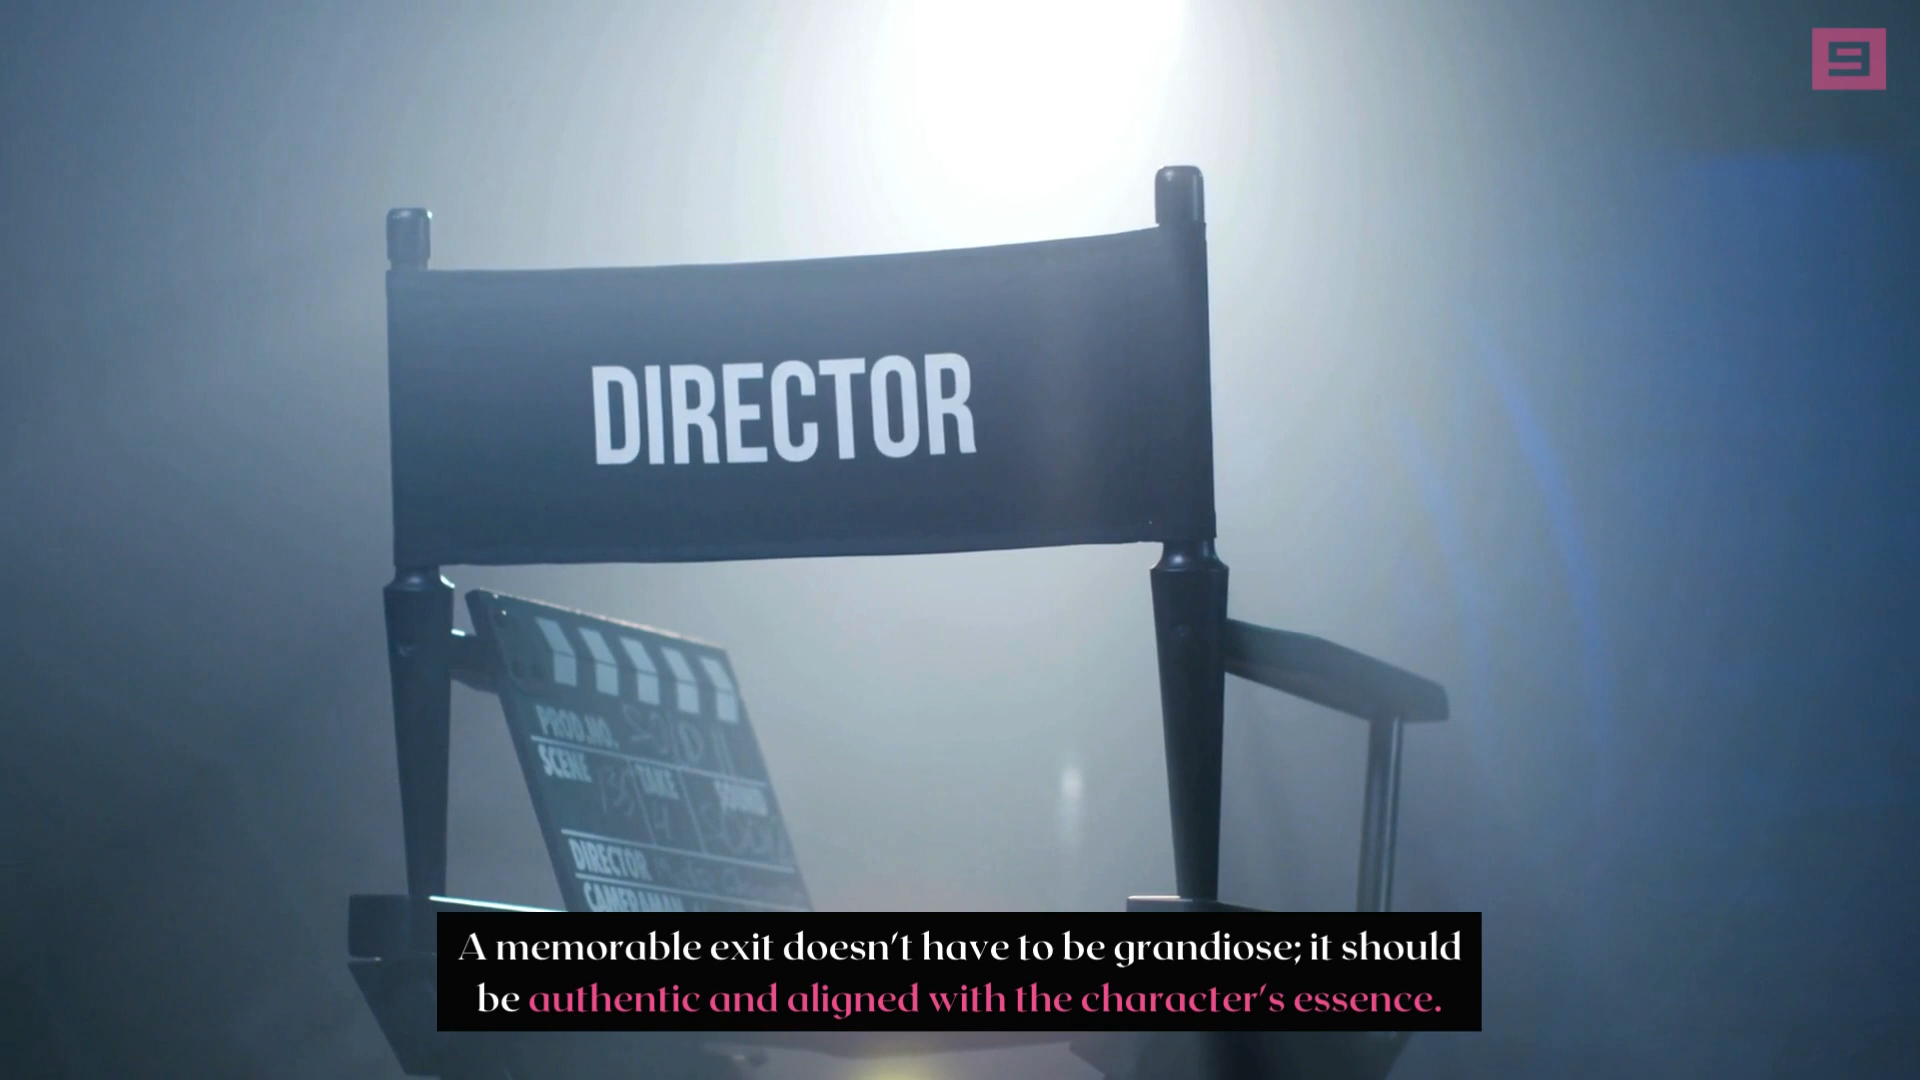 DIRECTOR
PROD.NO.
SCENE TAKE SOUND
DIRECTOR
CAMERAMAN
A memorable exit doesn't have to be grandiose; it should
be authentic and aligned with the character's essence.